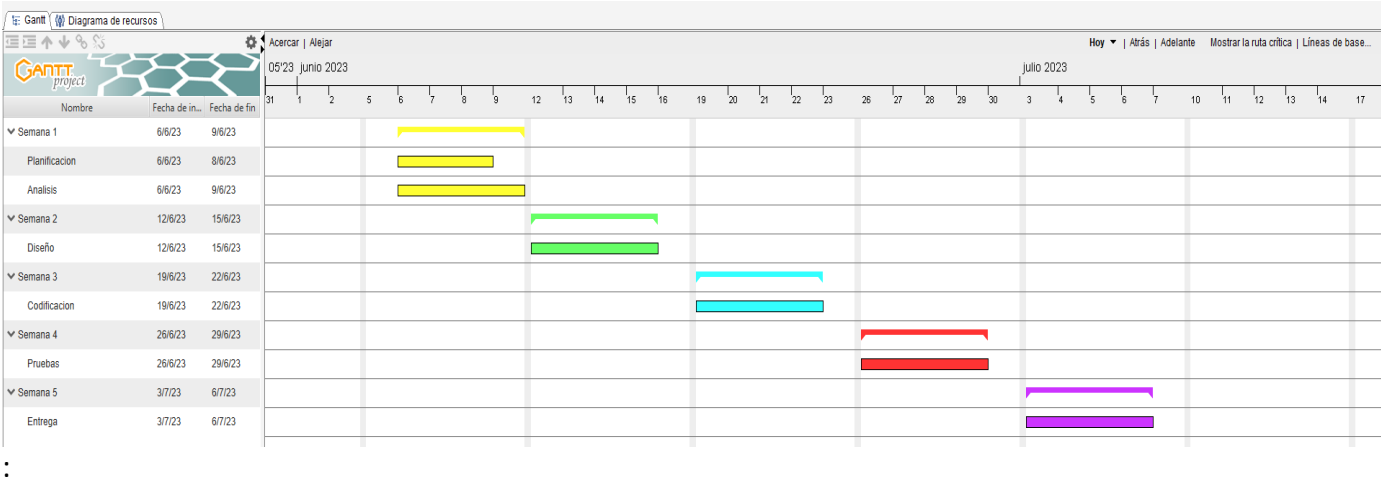 Gantt Diagrama de recursos
Acercar | Alejar Hoy | Atrás | Adelante Mostrar la ruta crítica | Líneas de base...
GANTT project
05'23 junio 2023 julio 2023
31 1 2 5 6 7 8 9 12 13 14 15 16 19 20 21 22 23 26 27 28 29 30 3 4 5 6 7 10 11 12 13 14 17
Nombre Fecha de in... Fecha de fin
Semana 1 6/6/23 9/6/23
Planificacion 6/6/23 8/6/23
Analisis 6/6/23 9/6/23
Semana 2 12/6/23 15/6/23
Diseño 12/6/23 15/6/23
Semana 3 19/6/23 22/6/23
Codificacion 19/6/23 22/6/23
Semana 4 26/6/23 29/6/23
Pruebas 26/6/23 29/6/23
Semana 5 3/7/23 6/7/23
Entrega 3/7/23 6/7/23
: